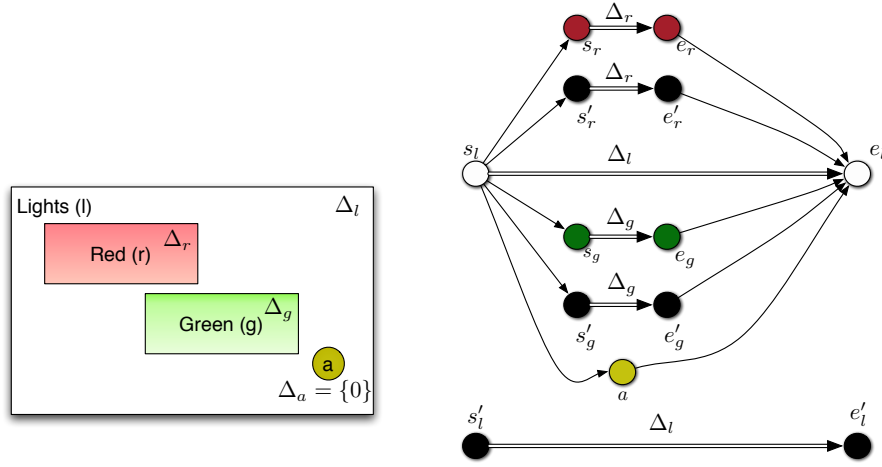 Lights (l)
Δ_l
Red (r)
Δ_r
Green (g)
Δ_g
a
Δ_a = {0}
Δ_r
s_r
e_r
Δ_r
s'_r
e'_r
s_l
Δ_l
Δ_g
s_g
e_g
Δ_g
s'_g
e'_g
a
s'_l
Δ_l
e'_l